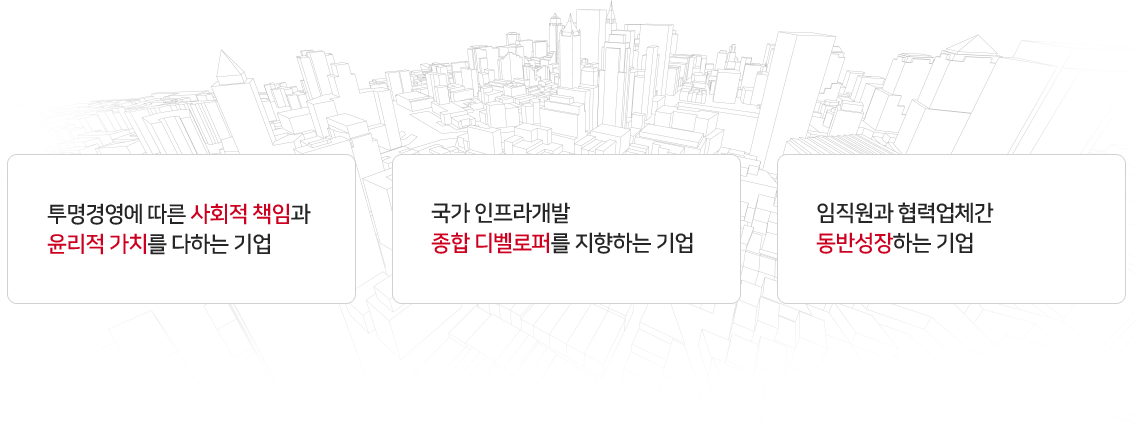 투명경영에 따른 사회적 책임과
윤리적 가치를 다하는 기업
국가 인프라개발
종합 디벨로퍼를 지향하는 기업
임직원과 협력업체간
동반성장하는 기업